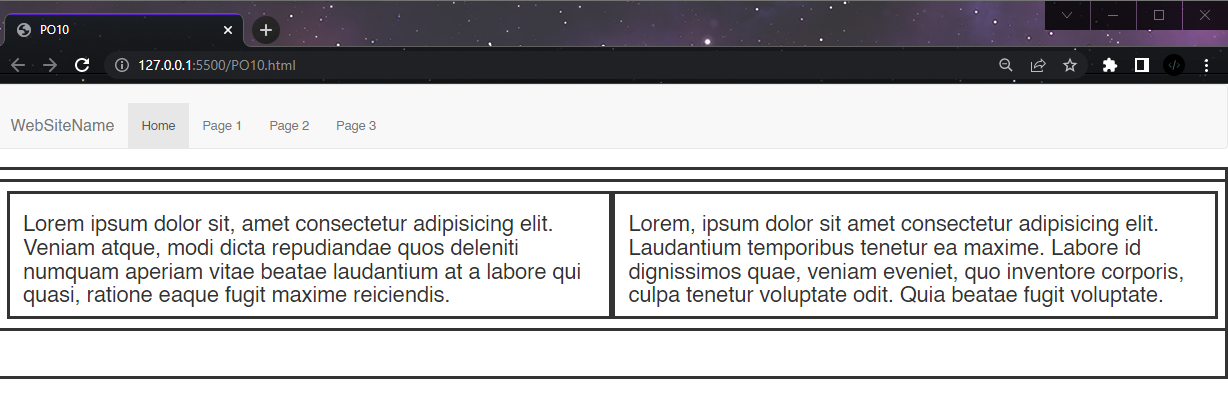 PO10
127.0.0.1:5500/PO10.html
WebSiteName Home Page 1 Page 2 Page 3
Lorem ipsum dolor sit, amet consectetur adipisicing elit.
Veniam atque, modi dicta repudiandae quos deleniti
numquam aperiam vitae beatae laudantium at a labore qui
quasi, ratione eaque fugit maxime reiciendis.
Lorem, ipsum dolor sit amet consectetur adipisicing elit.
Laudantium temporibus tenetur ea maxime. Labore id
dignissimos quae, veniam eveniet, quo inventore corporis,
culpa tenetur voluptate odit. Quia beatae fugit voluptate.